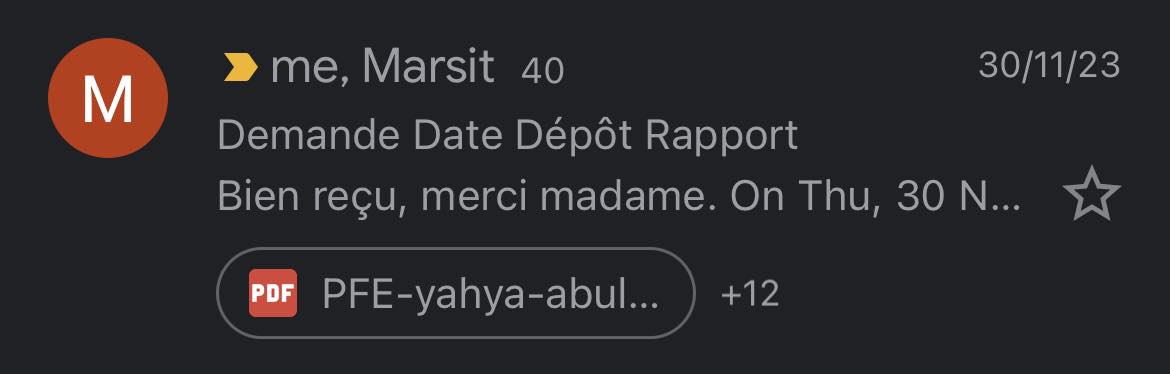 M
me, Marsit 40 30/11/23
Demande Date Dépôt Rapport
Bien reçu, merci madame. On Thu, 30 N...
PDF PFE-yahya-abul... +12